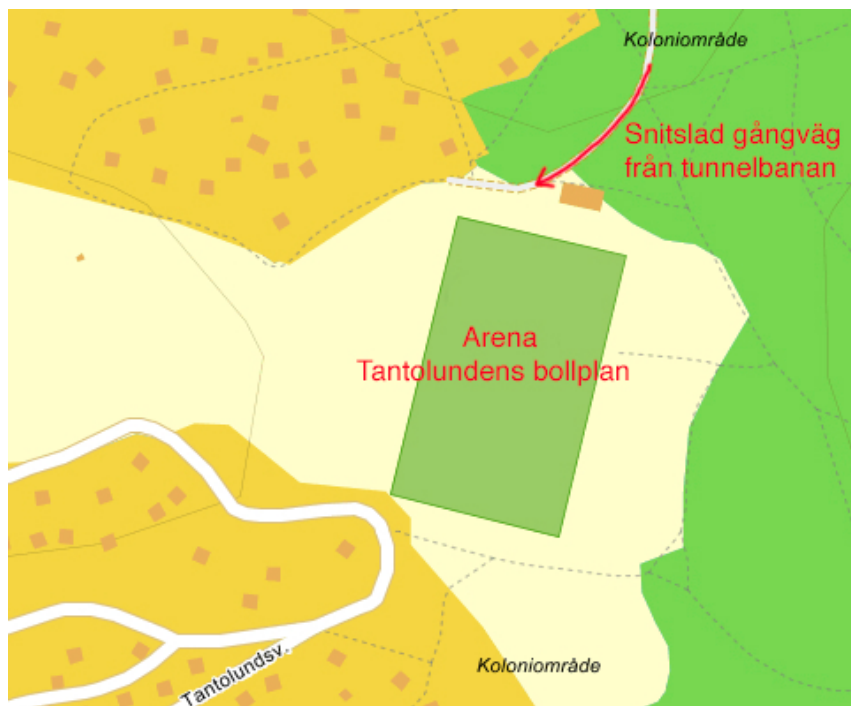 Koloniområde
Snitslad gångväg
från tunnelbanan
Arena
Tantolundens bollplan
Koloniområde
Tantolundsv.